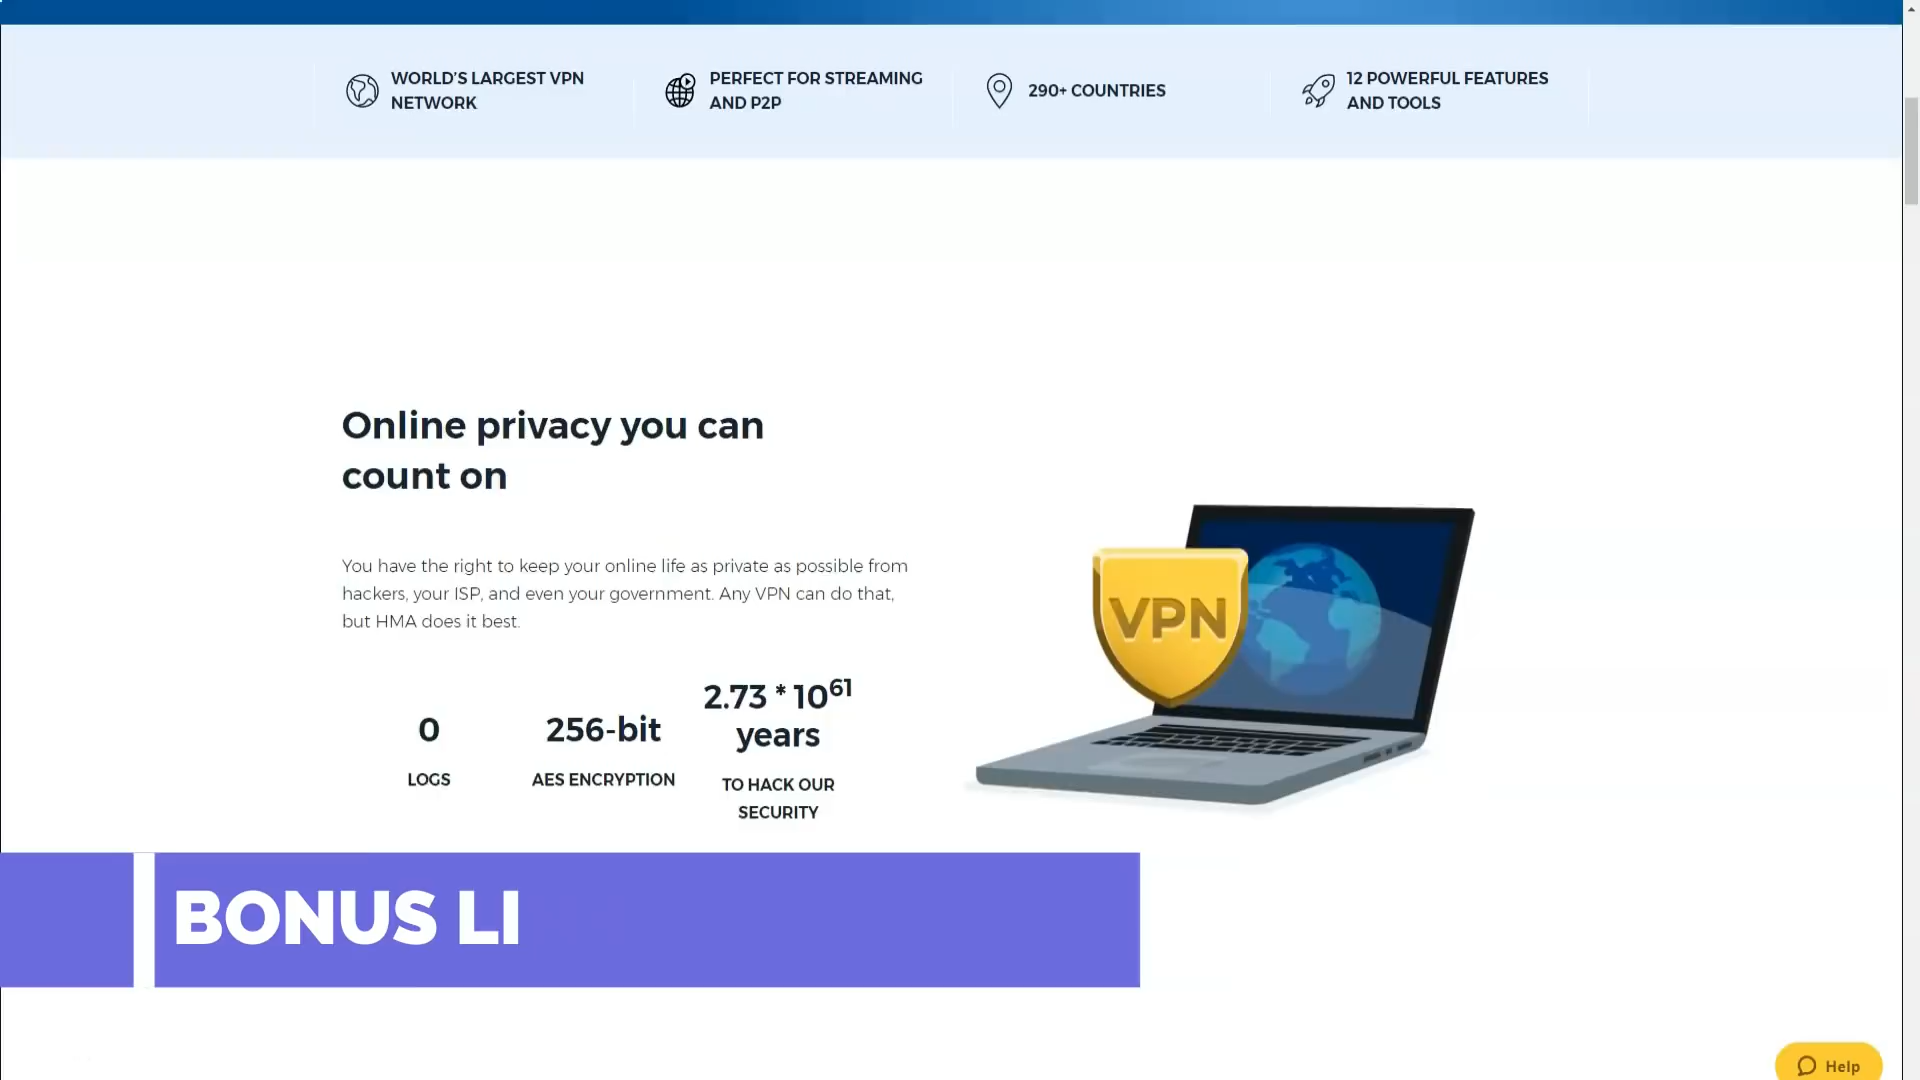 WORLD'S LARGEST VPN
NETWORK
PERFECT FOR STREAMING
AND P2P
290+ COUNTRIES
12 POWERFUL FEATURES
AND TOOLS
Online privacy you can
count on
You have the right to keep your online life as private as possible from
hackers, your ISP, and even your government. Any VPN can do that,
but HMA does it best.
0
LOGS
256-bit
AES ENCRYPTION
2.73 * 10⁶¹
years
TO HACK OUR
SECURITY
VPN
BONUS LI
Help